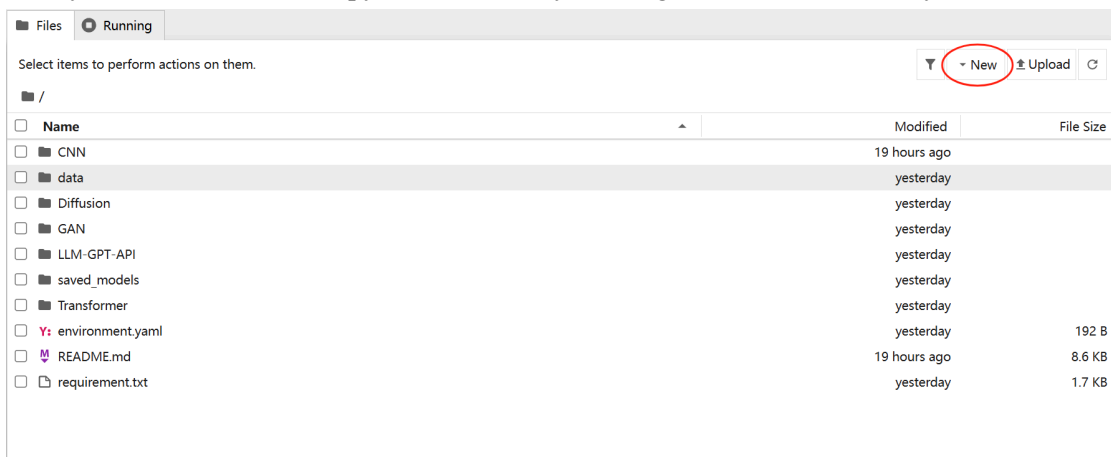 Files Running
Select items to perform actions on them. New Upload
/
Name Modified File Size
CNN 19 hours ago
data yesterday
Diffusion yesterday
GAN yesterday
LLM-GPT-API yesterday
saved_models yesterday
Transformer yesterday
Y: environment.yaml yesterday 192 B
M README.md 19 hours ago 8.6 KB
requirement.txt yesterday 1.7 KB